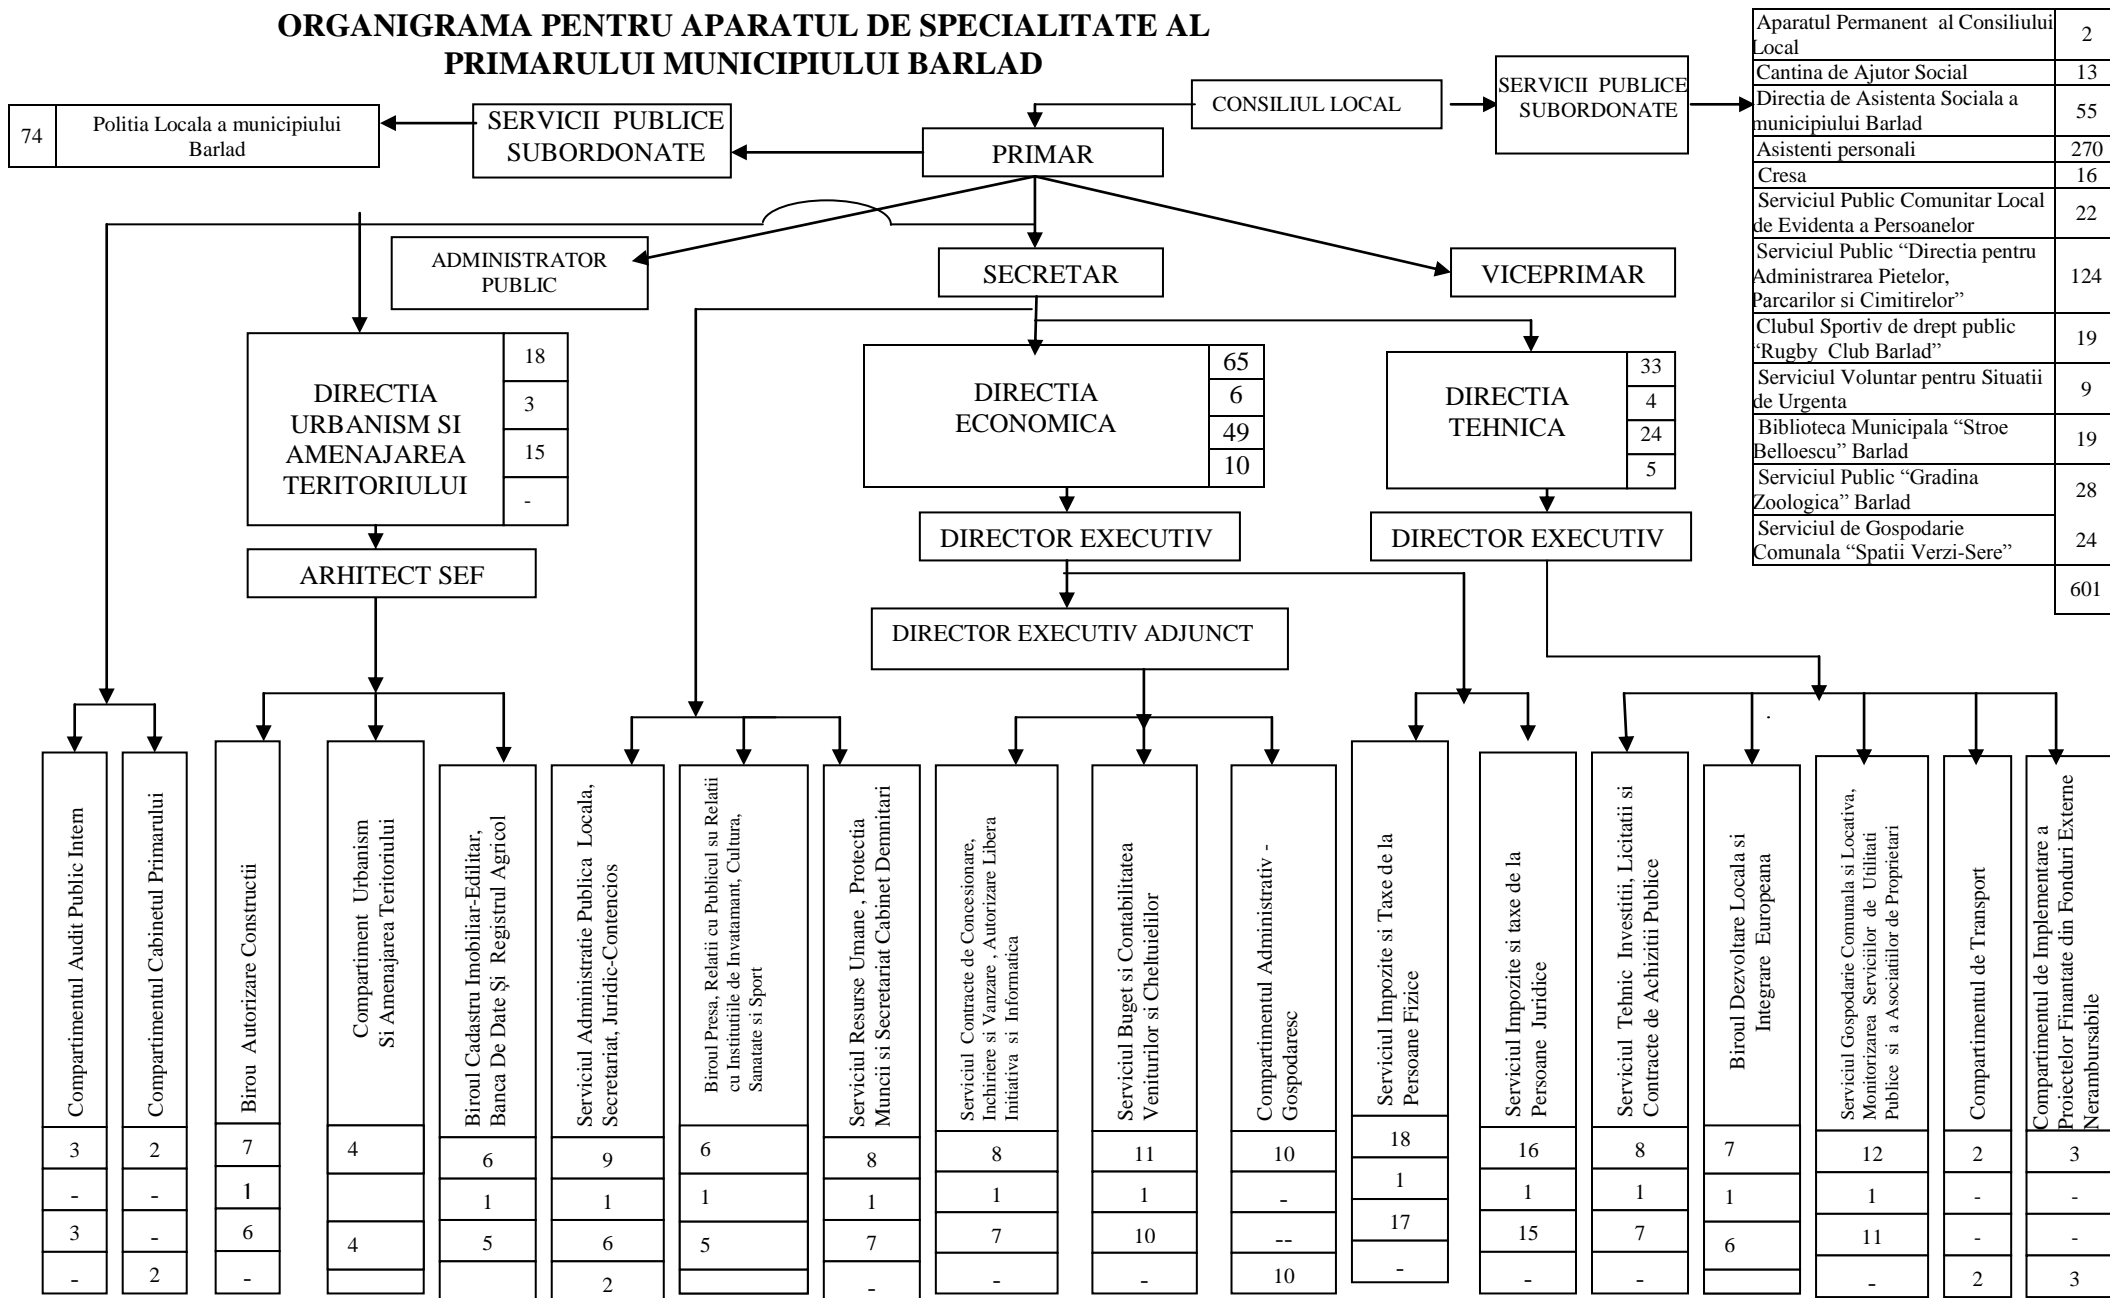 ORGANIGRAMA PENTRU APARATUL DE SPECIALITATE AL
PRIMARULUI MUNICIPIULUI BARLAD
Aparatul Permanent al Consiliului
Local
2
Cantina de Ajutor Social
13
Directia de Asistenta Sociala a
municipiului Barlad
55
Asistenti personali
270
Cresa
16
Serviciul Public Comunitar Local
de Evidenta a Persoanelor
22
Serviciul Public “Directia pentru
Administrarea Pietelor,
Parcarilor si Cimitirelor”
124
Clubul Sportiv de drept public
“Rugby Club Barlad”
19
Serviciul Voluntar pentru Situatii
de Urgenta
9
Biblioteca Municipala “Stroe
Belloescu” Barlad
19
Serviciul Public “Gradina
Zoologica” Barlad
28
Serviciul de Gospodarie
Comunala “Spatii Verzi-Sere”
24
601
74
Politia Locala a municipiului
Barlad
SERVICII PUBLICE
SUBORDONATE
CONSILIUL LOCAL
SERVICII PUBLICE
SUBORDONATE
PRIMAR
ADMINISTRATOR
PUBLIC
SECRETAR
VICEPRIMAR
DIRECTIA
URBANISM SI
AMENAJAREA
TERITORIULUI
18
3
15
-
DIRECTIA
ECONOMICA
65
6
49
10
DIRECTIA
TEHNICA
33
4
24
5
ARHITECT SEF
DIRECTOR EXECUTIV
DIRECTOR EXECUTIV
DIRECTOR EXECUTIV ADJUNCT
.
Compartimentul Audit Public Intern
3
-
3
-
Compartimentul Cabinetul Primarului
2
-
-
2
Birou Autorizare Constructii
7
1
6
-
Compartiment Urbanism
Si Amenajarea Teritoriului
4
4
Biroul Cadastru Imobiliar-Edilitar,
Banca De Date Şi Registrul Agricol
6
1
5
Serviciul Administratie Publica Locala,
Secretariat, Juridic-Contencios
9
1
6
2
Biroul Presa, Relatii cu Publicul su Relatii
cu Institutiile de Invatamant, Cultura,
Sanatate si Sport
6
1
5
Serviciul Resurse Umane , Protectia
Muncii si Secretariat Cabinet Demnitari
8
1
7
-
Serviciul Contracte de Concesionare,
Inchiriere si Vanzare , Autorizare Libera
Initiativa si Informatica
8
1
7
-
Serviciul Buget si Contabilitatea
Veniturilor si Cheltuielilor
11
1
10
-
Compartimentul Administrativ -
Gospodaresc
10
-
--
10
Serviciul Impozite si Taxe de la
Persoane Fizice
18
1
17
-
Serviciul Impozite si taxe de la
Persoane Juridice
16
1
15
-
Serviciul Tehnic Investitii, Licitatii si
Contracte de Achizitii Publice
8
1
7
-
Biroul Dezvoltare Locala si
Integrare Europeana
7
1
6
Serviciul Gospodarie Comunala si Locativa,
Monitorizarea Serviciilor de Utilitati
Publice si a Asociatiilor de Proprietari
12
1
11
-
Compartimentul de Transport
2
-
-
2
Compartimentul de Implementare a
Proiectelor Finantate din Fonduri Externe
Nerambursabile
3
-
-
3